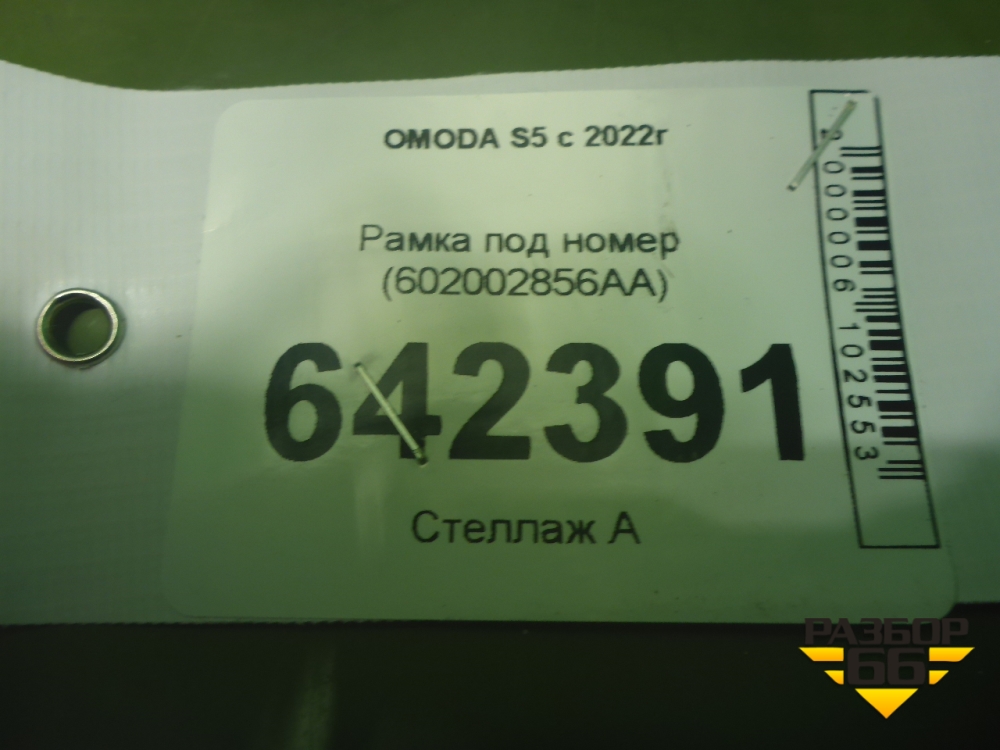 OMODA S5 с 2022г
Рамка под номер
(602002856AA)
642391
Стеллаж А
2000006102553
РАЗБОР
66